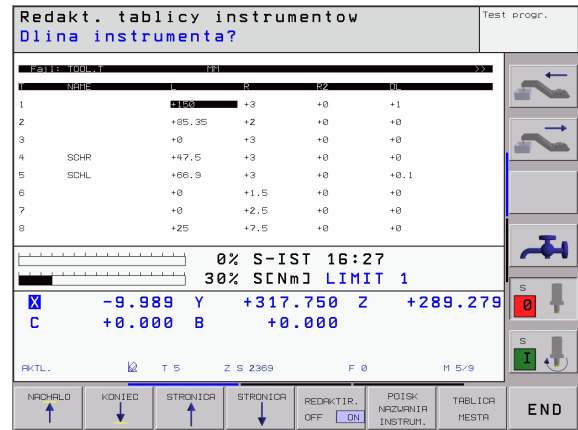 Redakt. tablicy instrumentow
Dlina instrumenta?
Test progr.
Fajl: TOOL.T MM >>
T NAME L R R2 DL
1 +150 +3 +0 +1
2 +85.35 +2 +0 +0
3 +0 +3 +0 +0
4 SCHR +47.5 +3 +0 +0
5 SCHL +66.9 +3 +0 +0.1
6 +0 +1.5 +0 +0
7 +0 +2.5 +0 +0
8 +25 +7.5 +0 +0
0% S-IST 16:27
30% S[Nm] LIMIT 1
X -9.989 Y +317.750 Z +289.279
C +0.000 B +0.000
S
0
S
I
AKTL. T 5 Z S 2369 F 0 M 5/9
NACHALO
KONIEC
STRONICA
STRONICA
REDAKTIR.
OFF ON
POISK
NAZWANIA
INSTRUM.
TABLICA
MESTA
END